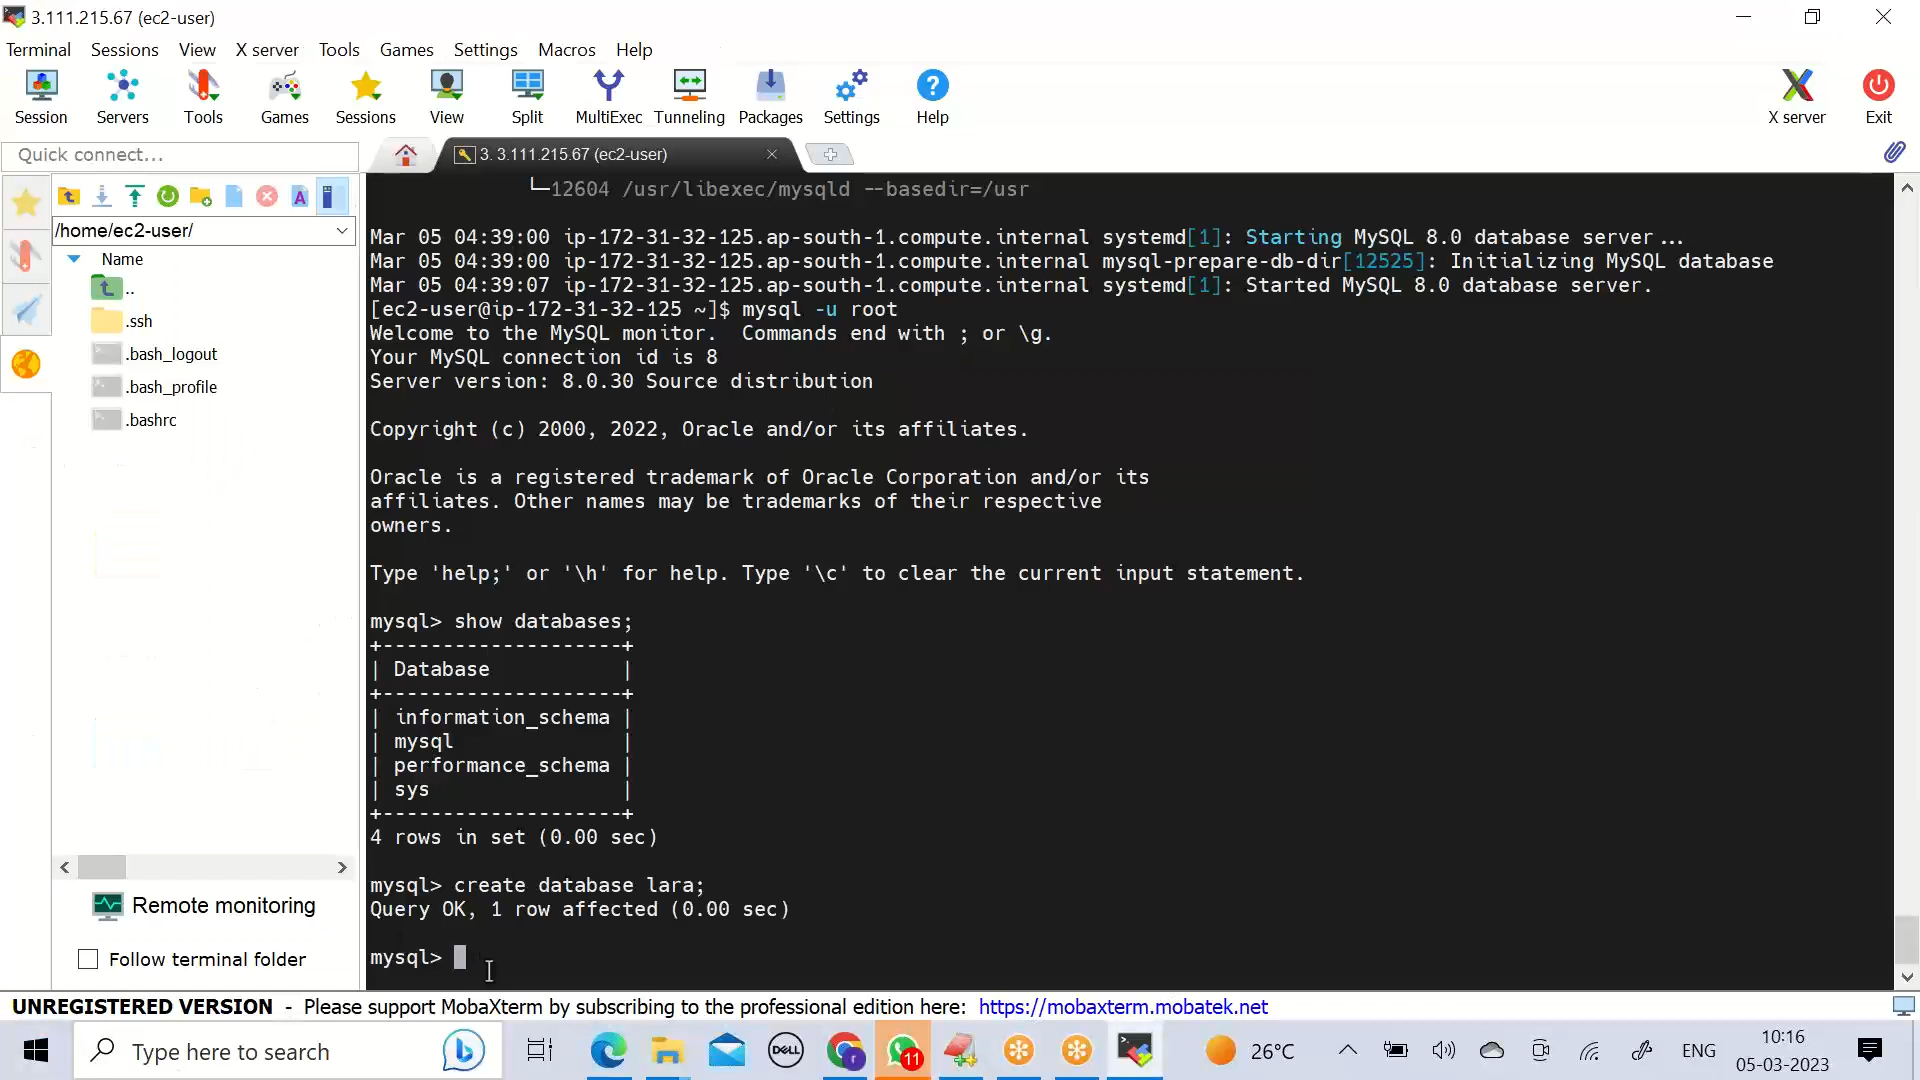 3.111.215.67 (ec2-user)
Terminal Sessions View X server Tools Games Settings Macros Help
Session Servers Tools Games Sessions View Split MultiExec Tunneling Packages Settings Help X server Exit
Quick connect...
3. 3.111.215.67 (ec2-user)
/home/ec2-user/
Name
..
.ssh
.bash_logout
.bash_profile
.bashrc
Remote monitoring
Follow terminal folder
└─12604 /usr/libexec/mysqld --basedir=/usr
Mar 05 04:39:00 ip-172-31-32-125.ap-south-1.compute.internal systemd[1]: Starting MySQL 8.0 database server...
Mar 05 04:39:00 ip-172-31-32-125.ap-south-1.compute.internal mysql-prepare-db-dir[12525]: Initializing MySQL database
Mar 05 04:39:07 ip-172-31-32-125.ap-south-1.compute.internal systemd[1]: Started MySQL 8.0 database server.
[ec2-user@ip-172-31-32-125 ~]$ mysql -u root
Welcome to the MySQL monitor.  Commands end with ; or \g.
Your MySQL connection id is 8
Server version: 8.0.30 Source distribution
Copyright (c) 2000, 2022, Oracle and/or its affiliates.
Oracle is a registered trademark of Oracle Corporation and/or its
affiliates. Other names may be trademarks of their respective
owners.
Type 'help;' or '\h' for help. Type '\c' to clear the current input statement.
mysql> show databases;
+--------------------+
| Database           |
+--------------------+
| information_schema |
| mysql              |
| performance_schema |
| sys                |
+--------------------+
4 rows in set (0.00 sec)
mysql> create database lara;
Query OK, 1 row affected (0.00 sec)
mysql>
UNREGISTERED VERSION - Please support MobaXterm by subscribing to the professional edition here: https://mobaxterm.mobatek.net
Type here to search
DELL
r
11
26°C
ENG
10:16
05-03-2023